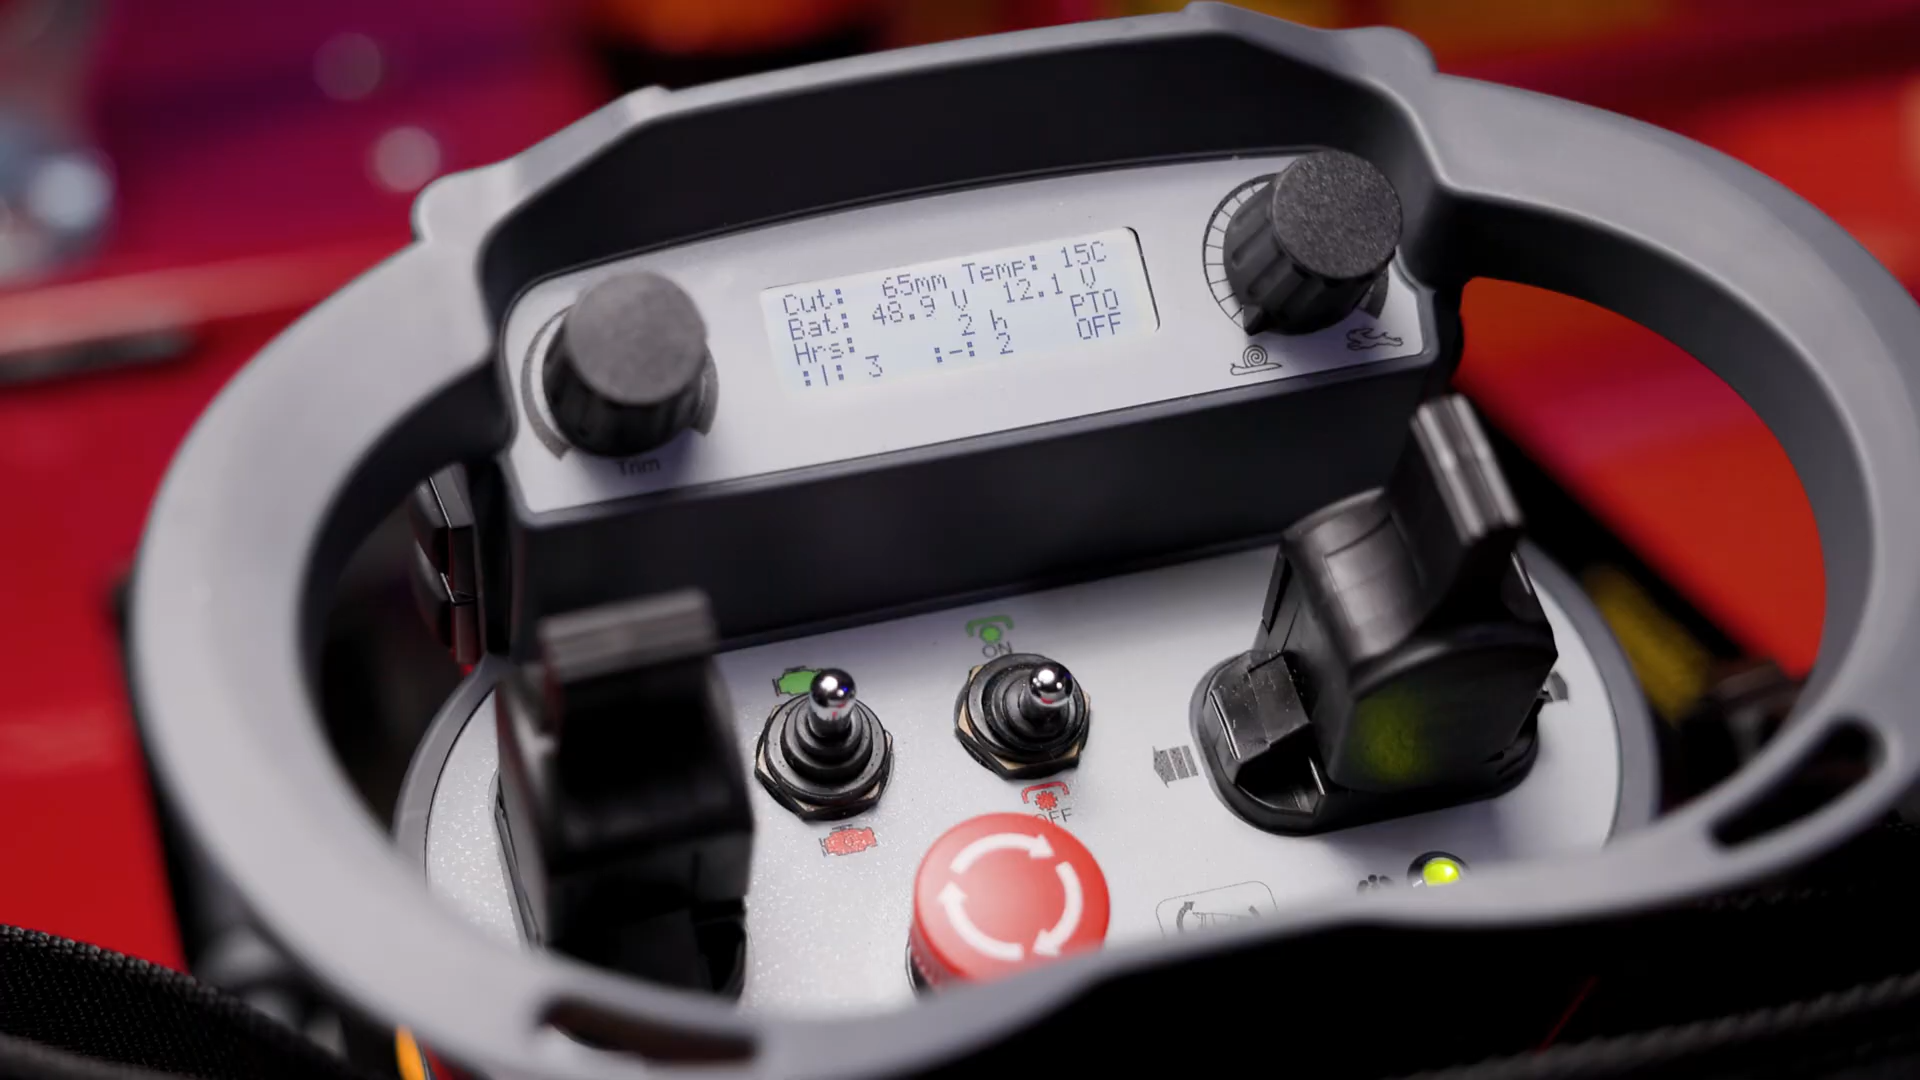 Cut: 65mm Temp: 15C
Bat: 48.9 V 12.1 V
Hrs: 2 h PTO
:|: 3 :-: 2 OFF
Trim
ON
OFF